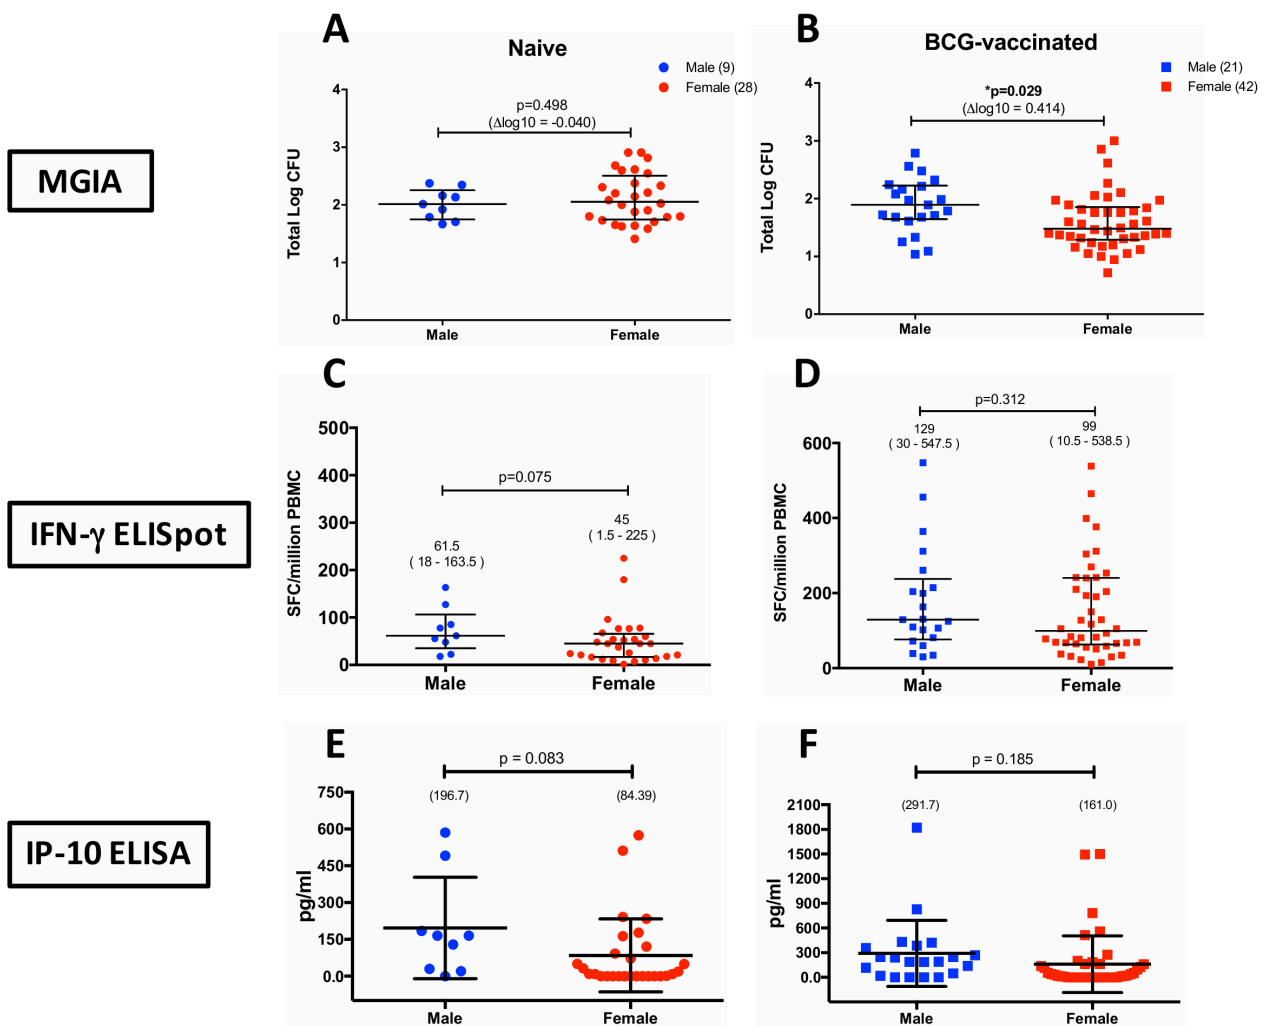 A
Naive
Male (9)
Female (28)
p=0.498
(Δlog10 = -0.040)
Total Log CFU
4
3
2
1
0
Male
Female
B
BCG-vaccinated
Male (21)
Female (42)
*p=0.029
(Δlog10 = 0.414)
Total Log CFU
4
3
2
1
0
Male
Female
MGIA
C
p=0.075
61.5
( 18 - 163.5 )
45
( 1.5 - 225 )
SFC/million PBMC
500
400
300
200
100
0
Male
Female
D
p=0.312
129
( 30 - 547.5 )
99
( 10.5 - 538.5 )
SFC/million PBMC
600
400
200
0
Male
Female
IFN-γ ELISpot
E
p = 0.083
(196.7)
(84.39)
pg/ml
750
600
450
300
150
0.0
Male
Female
F
p = 0.185
(291.7)
(161.0)
pg/ml
2100
1800
1500
1200
900
600
300
0.0
Male
Female
IP-10 ELISA